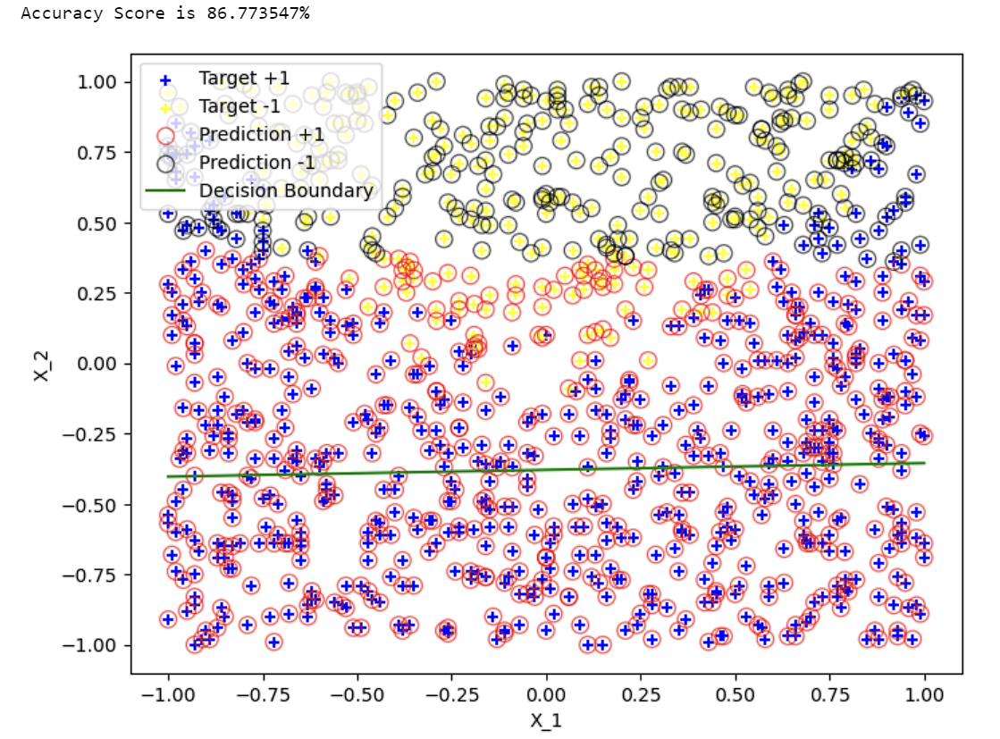 Accuracy Score is 86.773547%
Target +1
Target -1
Prediction +1
Prediction -1
Decision Boundary
1.00
0.75
0.50
0.25
0.00
−0.25
−0.50
−0.75
−1.00
X_2
−1.00 −0.75 −0.50 −0.25 0.00 0.25 0.50 0.75 1.00
X_1